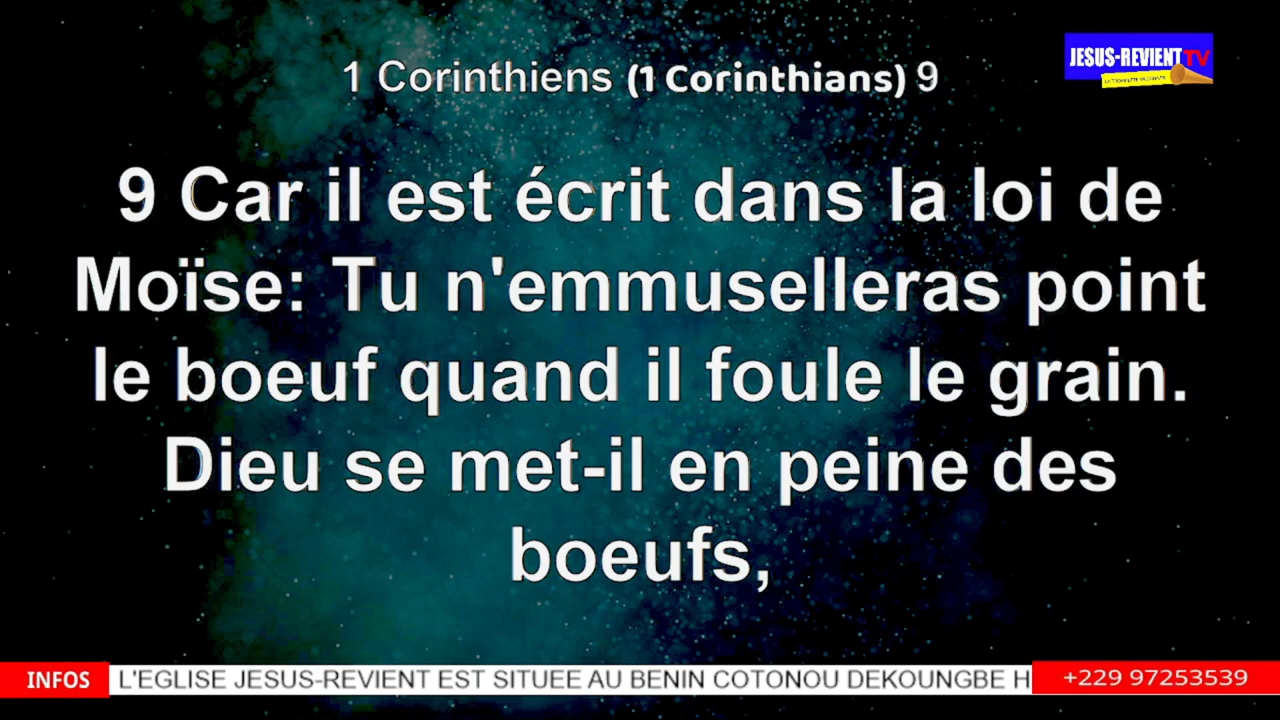 1 Corinthiens (1 Corinthians) 9
JESUS-REVIENT TV
9 Car il est écrit dans la loi de
Moïse: Tu n'emmuselleras point
le boeuf quand il foule le grain.
Dieu se met-il en peine des
boeufs,
INFOS
L'EGLISE JESUS-REVIENT EST SITUEE AU BENIN COTONOU DEKOUNGBE H
+229 97253539